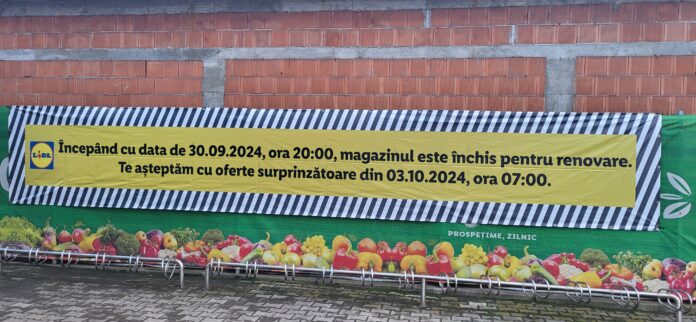 LIDL
Începând cu data de 30.09.2024, ora 20:00, magazinul este închis pentru renovare.
Te așteptăm cu oferte surprinzătoare din 03.10.2024, ora 07:00.
PROSPEȚIME, ZILNIC